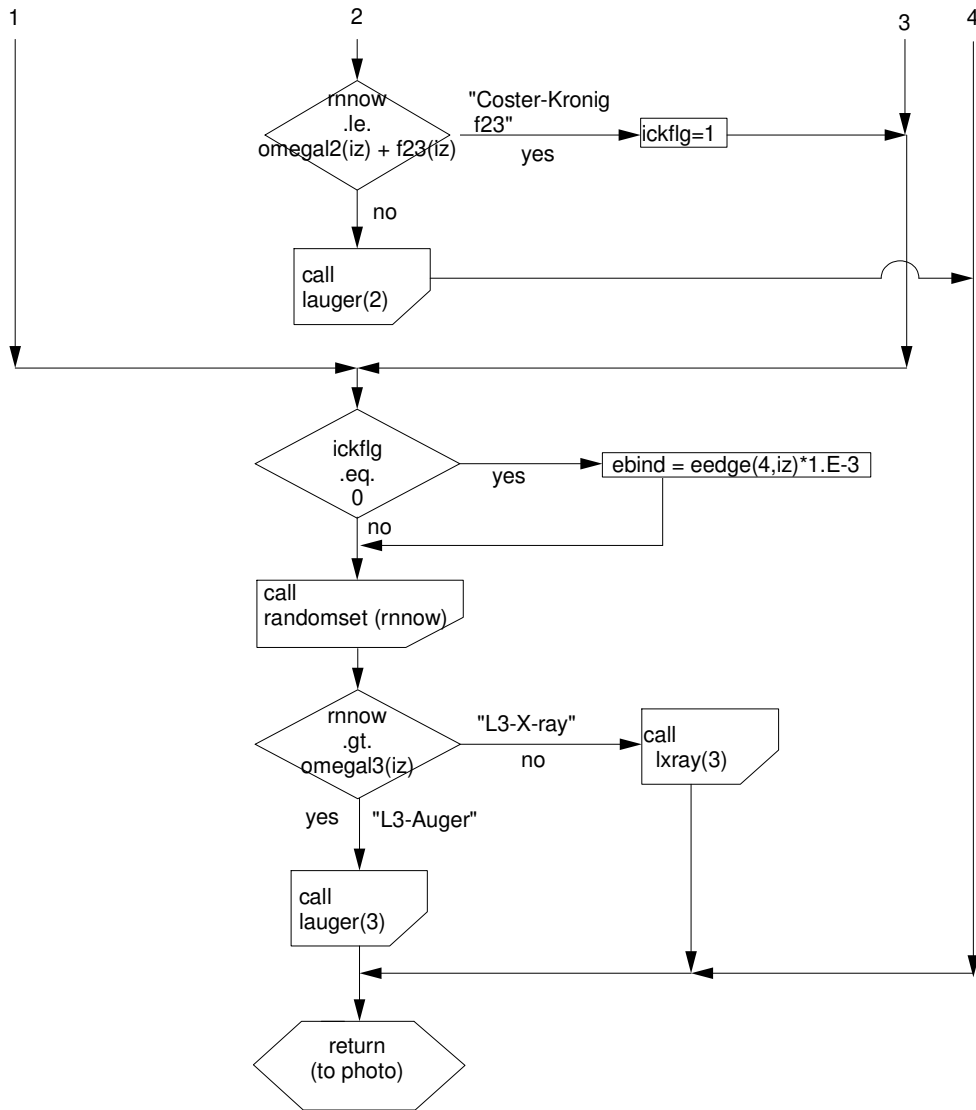 1
2
3
4
rnnow
.le.
omegal2(iz) + f23(iz)
"Coster-Kronig
f23"
yes
ickflg=1
no
call
lauger(2)
ickflg
.eq.
0
yes
ebind = eedge(4,iz)*1.E-3
no
call
randomset (rnnow)
rnnow
.gt.
omegal3(iz)
"L3-X-ray"
no
call
lxray(3)
yes
"L3-Auger"
call
lauger(3)
return
(to photo)